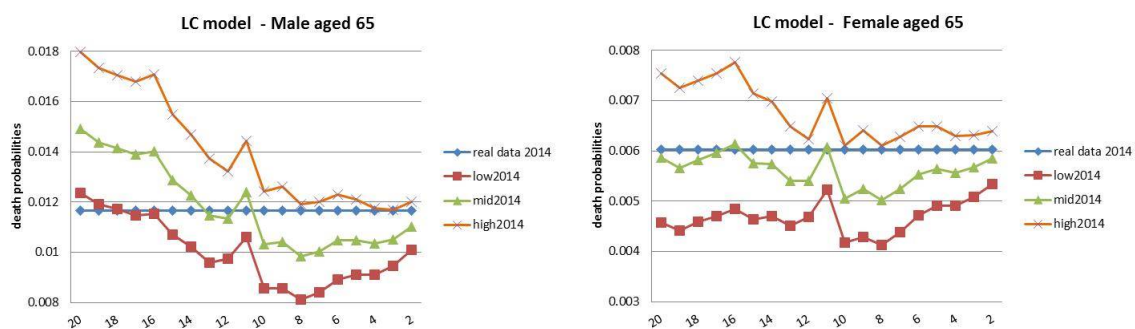 LC model - Male aged 65
death probabilities
0.018
0.016
0.014
0.012
0.01
0.008
20 18 16 14 12 10 8 6 4 2
real data 2014
low2014
mid2014
high2014
LC model - Female aged 65
death probabilities
0.008
0.007
0.006
0.005
0.004
0.003
20 18 16 14 12 10 8 6 4 2
real data 2014
low2014
mid2014
high2014